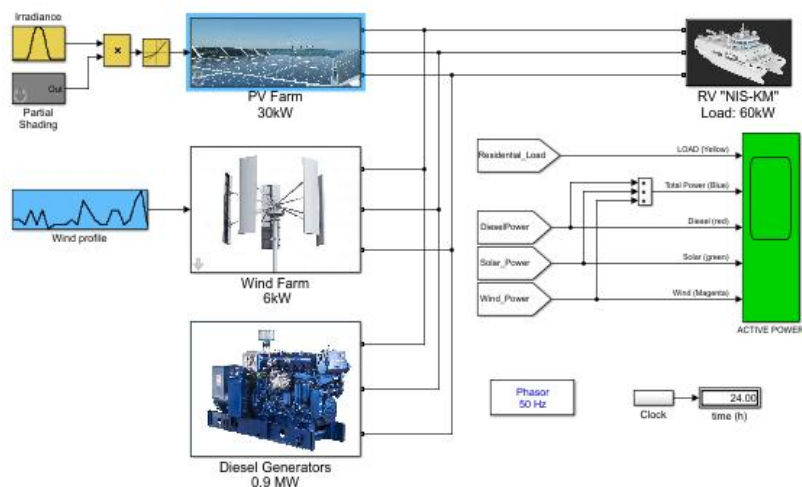 Irradiance
×
Out
Partial
Shading
PV Farm
30kW
RV "NIS-KM"
Load: 60kW
Wind profile
Wind Farm
6kW
Residential_Load
LOAD (Yellow)
Total Power (Blue)
DieselPower
Diesel (red)
Solar_Power
Solar (green)
Wind_Power
Wind (Magenta)
ACTIVE POWER
Diesel Generators
0.9 MW
Phasor
50 Hz
Clock
24.00
time (h)